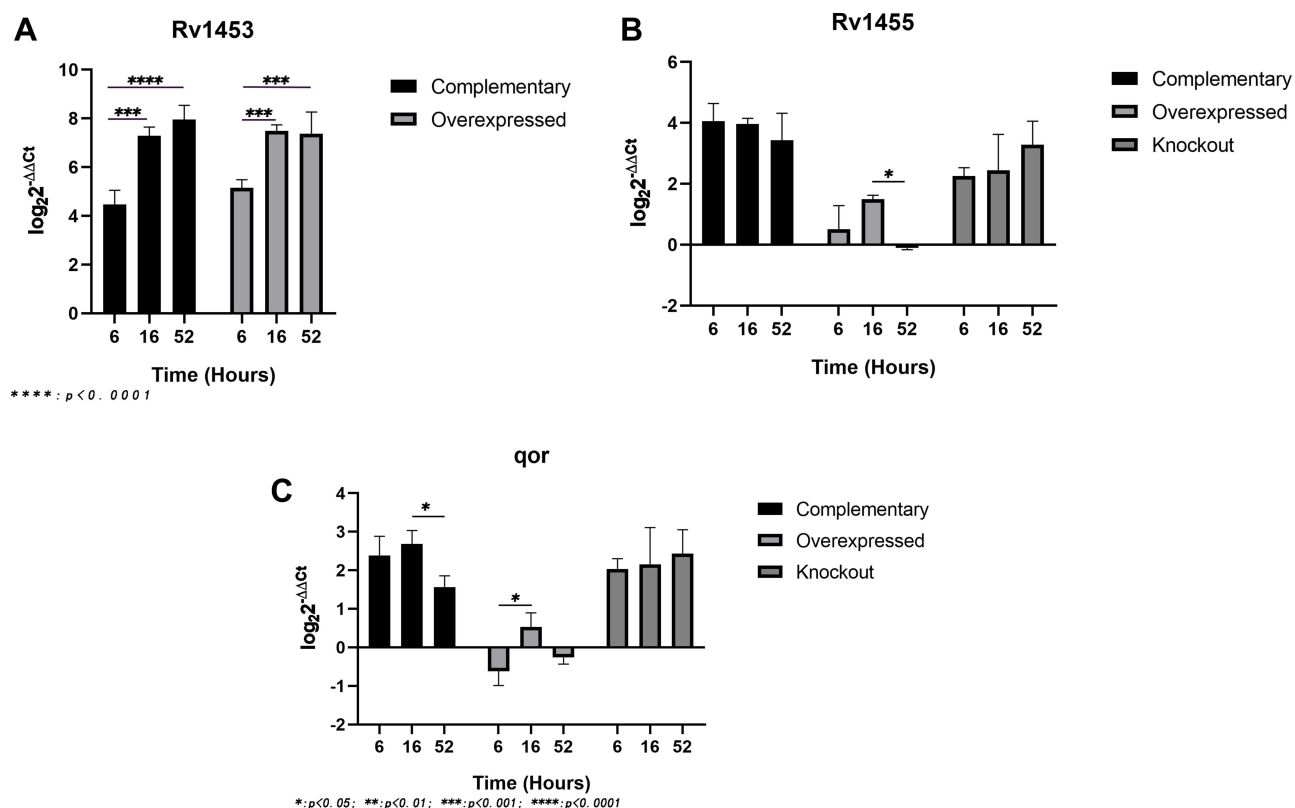 A
Rv1453
log₂2^-ΔΔCt
10
8
6
4
2
0
****
***
***
***
6 16 52 6 16 52
Time (Hours)
Complementary
Overexpressed
****:p<0.0001
B
Rv1455
log₂2^-ΔΔCt
6
4
2
0
-2
*
6 16 52 6 16 52 6 16 52
Time (Hours)
Complementary
Overexpressed
Knockout
C
qor
log₂2^-ΔΔCt
4
3
2
1
0
-1
-2
*
*
6 16 52 6 16 52 6 16 52
Time (Hours)
Complementary
Overexpressed
Knockout
*:p<0.05; **:p<0.01; ***:p<0.001; ****:p<0.0001